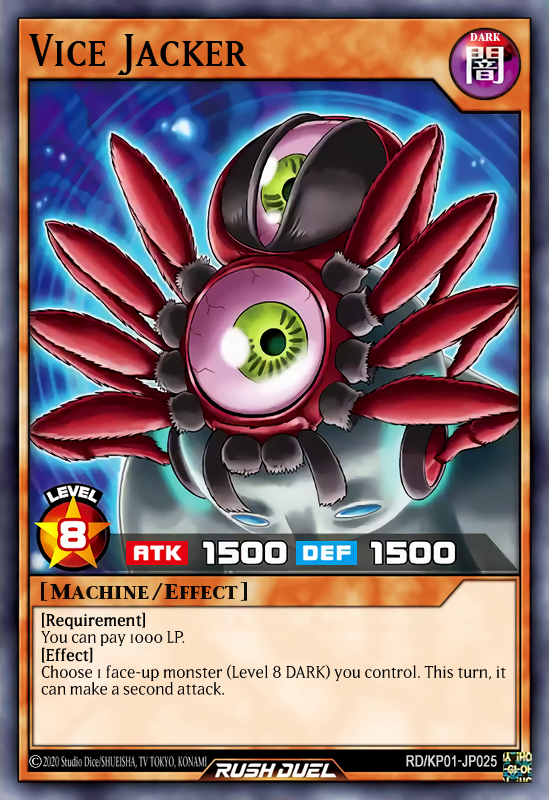 VICE JACKER
DARK
闇
LEVEL
8
ATK 1500 DEF 1500
[MACHINE/EFFECT]
[Requirement]
You can pay 1000 LP.
[Effect]
Choose 1 face-up monster (Level 8 DARK) you control. This turn, it
can make a second attack.
©2020 Studio Dice/SHUEISHA, TV TOKYO, KONAMI
RUSH DUEL
RD/KP01-JP025